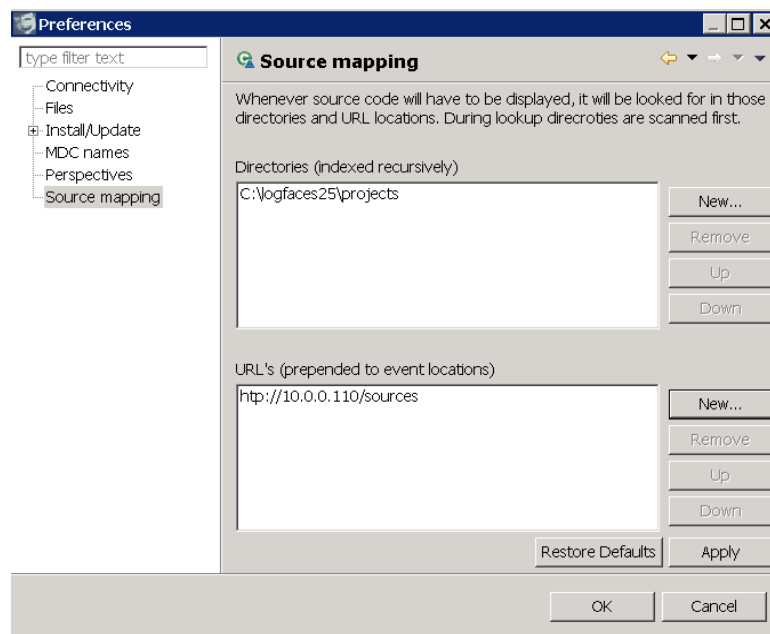 Preferences
type filter text
Connectivity
Files
Install/Update
MDC names
Perspectives
Source mapping
Source mapping
Whenever source code will have to be displayed, it will be looked for in those
directories and URL locations. During lookup direcroties are scanned first.
Directories (indexed recursively)
C:\logfaces25\projects
New...
Remove
Up
Down
URL's (prepended to event locations)
htp://10.0.0.110/sources
New...
Remove
Up
Down
Restore Defaults
Apply
OK
Cancel